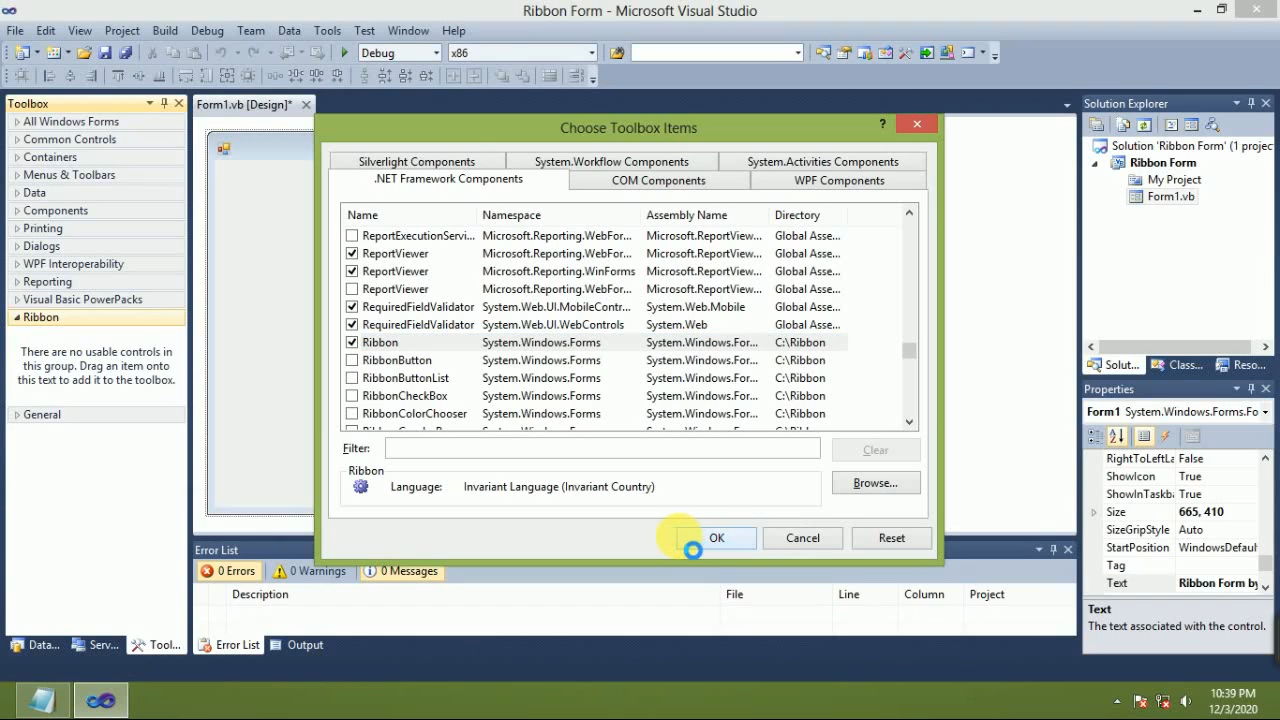 Ribbon Form - Microsoft Visual Studio
File Edit View Project Build Debug Team Data Tools Test Window Help
Debug x86
Toolbox
All Windows Forms
Common Controls
Containers
Menus & Toolbars
Data
Components
Printing
Dialogs
WPF Interoperability
Reporting
Visual Basic PowerPacks
Ribbon
There are no usable controls in
this group. Drag an item onto
this text to add it to the toolbox.
General
Form1.vb [Design]*
Choose Toolbox Items
?
Silverlight Components System.Workflow Components System.Activities Components
.NET Framework Components COM Components WPF Components
Name Namespace Assembly Name Directory
ReportExecutionServi... Microsoft.Reporting.WebFor... Microsoft.ReportView... Global Asse...
ReportViewer Microsoft.Reporting.WebFor... Microsoft.ReportView... Global Asse...
ReportViewer Microsoft.Reporting.WinForms Microsoft.ReportView... Global Asse...
ReportViewer Microsoft.Reporting.WebFor... Microsoft.ReportView... Global Asse...
RequiredFieldValidator System.Web.UI.MobileContr... System.Web.Mobile Global Asse...
RequiredFieldValidator System.Web.UI.WebControls System.Web Global Asse...
Ribbon System.Windows.Forms System.Windows.For... C:\Ribbon
RibbonButton System.Windows.Forms System.Windows.For... C:\Ribbon
RibbonButtonList System.Windows.Forms System.Windows.For... C:\Ribbon
RibbonCheckBox System.Windows.Forms System.Windows.For... C:\Ribbon
RibbonColorChooser System.Windows.Forms System.Windows.For... C:\Ribbon
Filter: Clear
Ribbon
Language: Invariant Language (Invariant Country)
Browse...
OK Cancel Reset
Solution Explorer
Solution 'Ribbon Form' (1 projec
Ribbon Form
My Project
Form1.vb
Solut... Class... Reso...
Properties
Form1 System.Windows.Forms.Fo
RightToLeftLa False
ShowIcon True
ShowInTaskba True
Size 665, 410
SizeGripStyle Auto
StartPosition WindowsDefau
Tag
Text Ribbon Form by
Text
The text associated with the control.
Error List
0 Errors 0 Warnings 0 Messages
Description File Line Column Project
Data... Serv... Tool... Error List Output
10:39 PM
12/3/2020